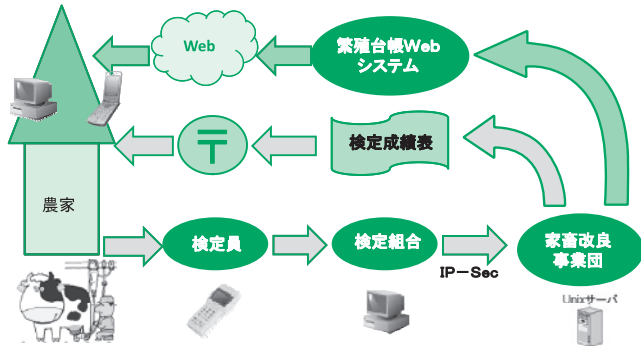 Web
繁殖台帳Web
システム
〒
検定成績表
農家
検定員
検定組合
IP－Sec
家畜改良
事業団
Unixサーバ